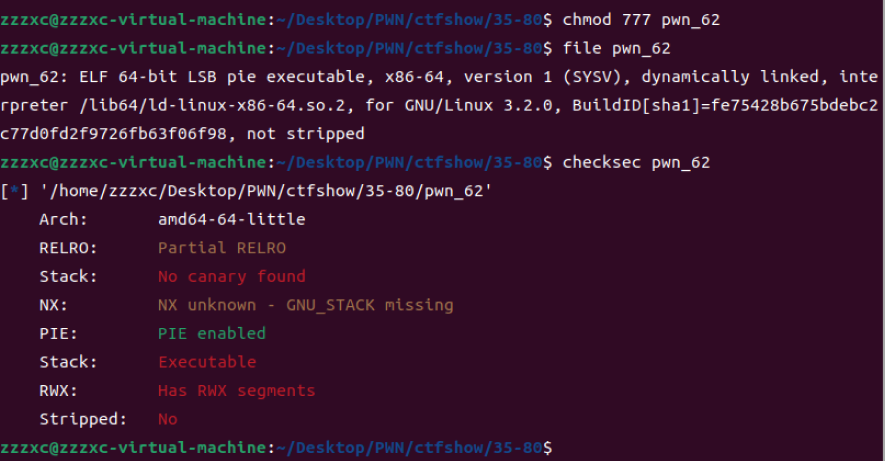 zzzxc@zzzxc-virtual-machine:~/Desktop/PWN/ctfshow/35-80$ chmod 777 pwn_62
zzzxc@zzzxc-virtual-machine:~/Desktop/PWN/ctfshow/35-80$ file pwn_62
pwn_62: ELF 64-bit LSB pie executable, x86-64, version 1 (SYSV), dynamically linked, inte
rpreter /lib64/ld-linux-x86-64.so.2, for GNU/Linux 3.2.0, BuildID[sha1]=fe75428b675bdebc2
c77d0fd2f9726fb63f06f98, not stripped
zzzxc@zzzxc-virtual-machine:~/Desktop/PWN/ctfshow/35-80$ checksec pwn_62
[*] '/home/zzzxc/Desktop/PWN/ctfshow/35-80/pwn_62'
    Arch:       amd64-64-little
    RELRO:      Partial RELRO
    Stack:      No canary found
    NX:         NX unknown - GNU_STACK missing
    PIE:        PIE enabled
    Stack:      Executable
    RWX:        Has RWX segments
    Stripped:   No
zzzxc@zzzxc-virtual-machine:~/Desktop/PWN/ctfshow/35-80$